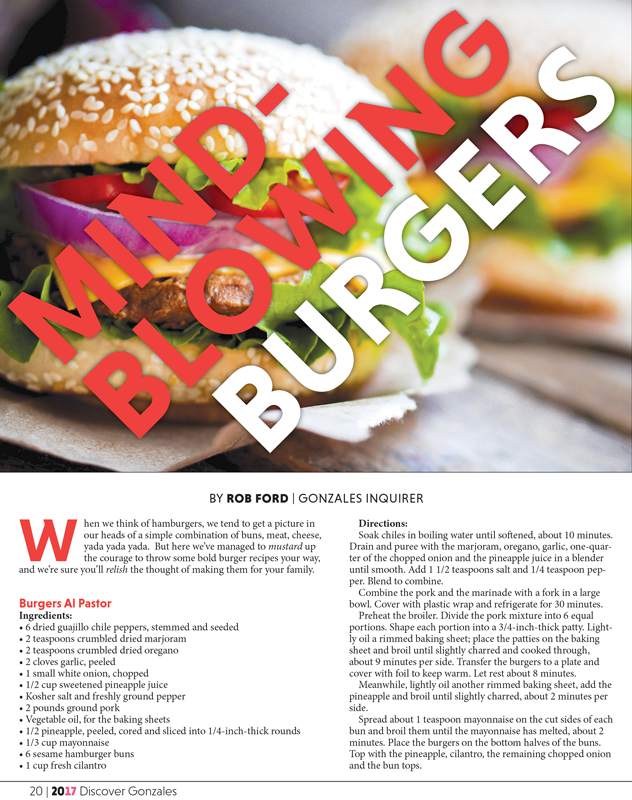 MIND-
BLOWING
BURGERS
BY ROB FORD | GONZALES INQUIRER
When we think of hamburgers, we tend to get a picture in
our heads of a simple combination of buns, meat, cheese,
yada yada yada. But here we've managed to mustard up
the courage to throw some bold burger recipes your way,
and we're sure you'll relish the thought of making them for your family.
Burgers Al Pastor
Ingredients:
• 6 dried guajillo chile peppers, stemmed and seeded
• 2 teaspoons crumbled dried marjoram
• 2 teaspoons crumbled dried oregano
• 2 cloves garlic, peeled
• 1 small white onion, chopped
• 1/2 cup sweetened pineapple juice
• Kosher salt and freshly ground pepper
• 2 pounds ground pork
• Vegetable oil, for the baking sheets
• 1/2 pineapple, peeled, cored and sliced into 1/4-inch-thick rounds
• 1/3 cup mayonnaise
• 6 sesame hamburger buns
• 1 cup fresh cilantro
Directions:
Soak chiles in boiling water until softened, about 10 minutes.
Drain and puree with the marjoram, oregano, garlic, one-quar-
ter of the chopped onion and the pineapple juice in a blender
until smooth. Add 1 1/2 teaspoons salt and 1/4 teaspoon pep-
per. Blend to combine.
Combine the pork and the marinade with a fork in a large
bowl. Cover with plastic wrap and refrigerate for 30 minutes.
Preheat the broiler. Divide the pork mixture into 6 equal
portions. Shape each portion into a 3/4-inch-thick patty. Light-
ly oil a rimmed baking sheet; place the patties on the baking
sheet and broil until slightly charred and cooked through,
about 9 minutes per side. Transfer the burgers to a plate and
cover with foil to keep warm. Let rest about 8 minutes.
Meanwhile, lightly oil another rimmed baking sheet, add the
pineapple and broil until slightly charred, about 2 minutes per
side.
Spread about 1 teaspoon mayonnaise on the cut sides of each
bun and broil them until the mayonnaise has melted, about 2
minutes. Place the burgers on the bottom halves of the buns.
Top with the pineapple, cilantro, the remaining chopped onion
and the bun tops.
20 | 2017 Discover Gonzales